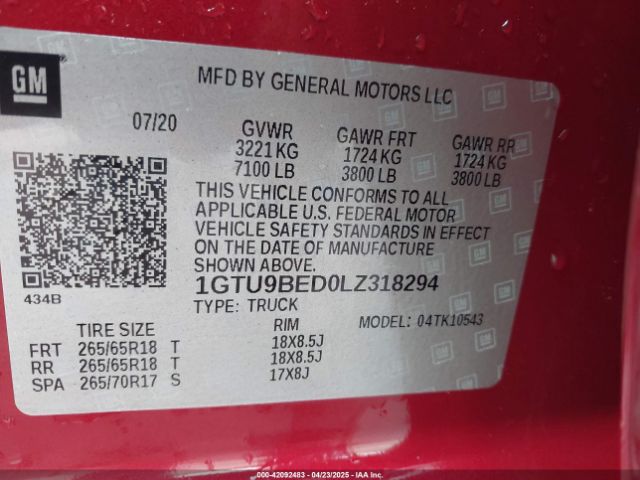 GM
MFD BY GENERAL MOTORS LLC
07/20
GVWR GAWR FRT GAWR RR
3221 KG 1724 KG 1724 KG
7100 LB 3800 LB 3800 LB
THIS VEHICLE CONFORMS TO ALL
APPLICABLE U.S. FEDERAL MOTOR
VEHICLE SAFETY STANDARDS IN EFFECT
ON THE DATE OF MANUFACTURE
SHOWN ABOVE.
434B
1GTU9BED0LZ318294
TYPE: TRUCK
MODEL: 04TK10543
TIRE SIZE RIM
FRT 265/65R18 T 18X8.5J
RR 265/65R18 T 18X8.5J
SPA 265/70R17 S 17X8J
000-42092483 - 04/23/2025 - IAAI.COM